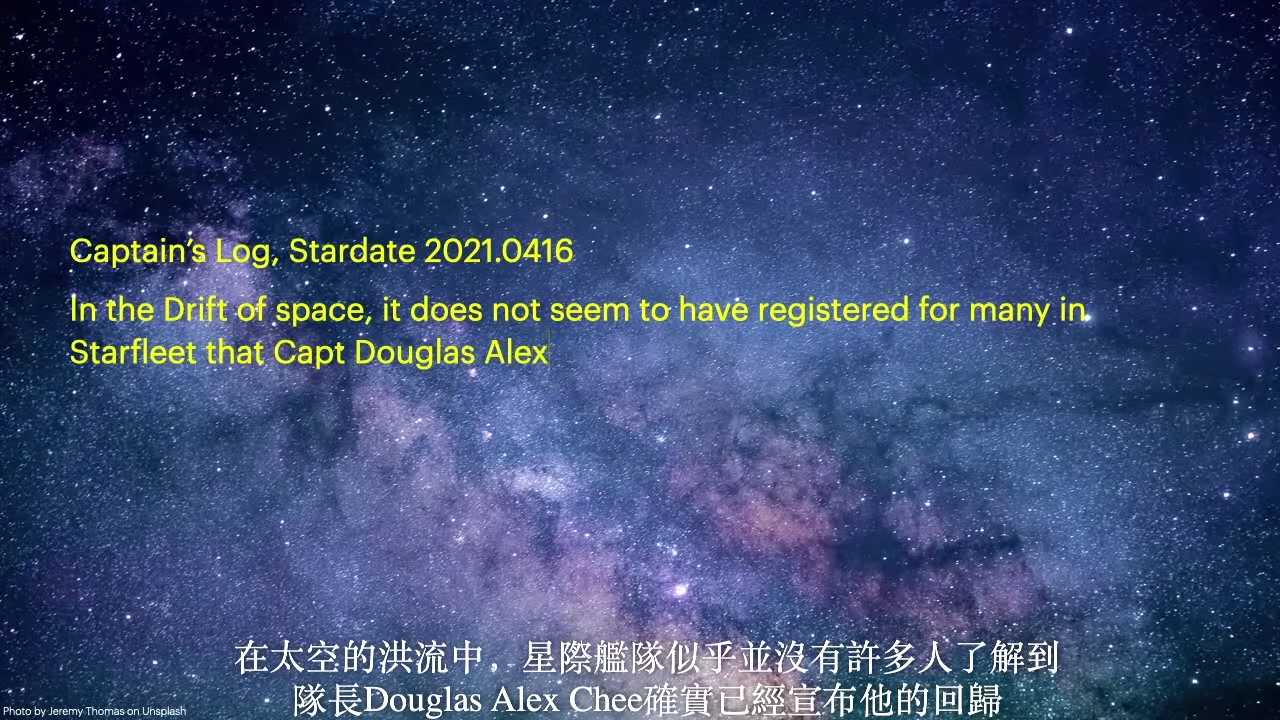 Captain’s Log, Stardate 2021.0416
In the Drift of space, it does not seem to have registered for many in
Starfleet that Capt Douglas Alex
在太空的洪流中，星際艦隊似乎並沒有許多人了解到
隊長Douglas Alex Chee確實已經宣布他的回歸
Photo by Jeremy Thomas on Unsplash